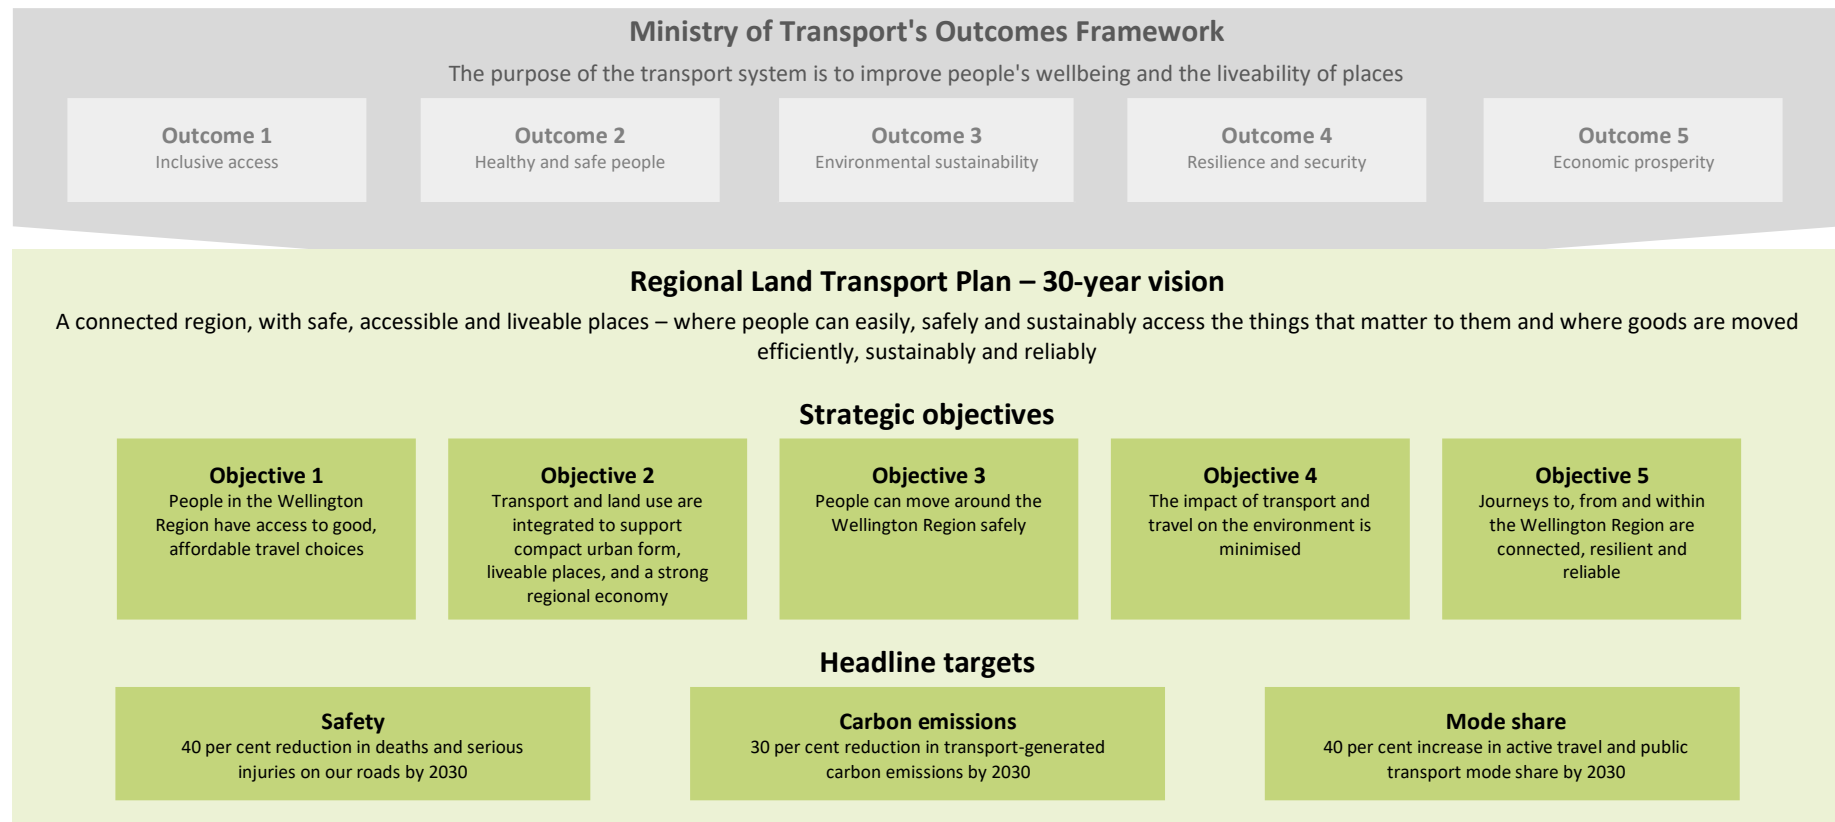 Ministry of Transport's Outcomes Framework
The purpose of the transport system is to improve people's wellbeing and the liveability of places
Outcome 1
Inclusive access
Outcome 2
Healthy and safe people
Outcome 3
Environmental sustainability
Outcome 4
Resilience and security
Outcome 5
Economic prosperity
Regional Land Transport Plan – 30-year vision
A connected region, with safe, accessible and liveable places – where people can easily, safely and sustainably access the things that matter to them and where goods are moved
efficiently, sustainably and reliably
Strategic objectives
Objective 1
People in the Wellington
Region have access to good,
affordable travel choices
Objective 2
Transport and land use are
integrated to support
compact urban form,
liveable places, and a strong
regional economy
Objective 3
People can move around the
Wellington Region safely
Objective 4
The impact of transport and
travel on the environment is
minimised
Objective 5
Journeys to, from and within
the Wellington Region are
connected, resilient and
reliable
Headline targets
Safety
40 per cent reduction in deaths and serious
injuries on our roads by 2030
Carbon emissions
30 per cent reduction in transport-generated
carbon emissions by 2030
Mode share
40 per cent increase in active travel and public
transport mode share by 2030